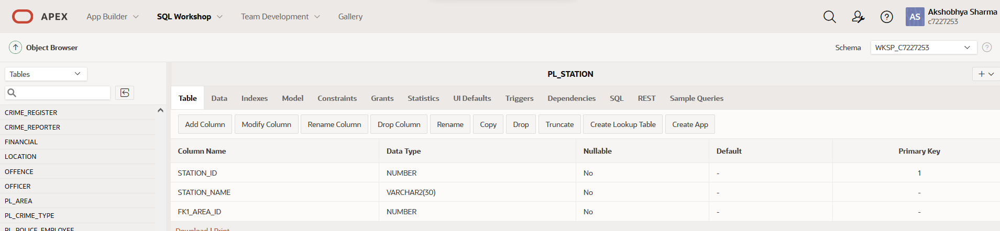 APEX App Builder SQL Workshop Team Development Gallery AS Akshobhya Sharma
c7227253
Object Browser Schema WKSP_C7227253
Tables
PL_STATION
Table Data Indexes Model Constraints Grants Statistics UI Defaults Triggers Dependencies SQL REST Sample Queries
CRIME_REGISTER
CRIME_REPORTER
FINANCIAL
LOCATION
OFFENCE
OFFICER
PL_AREA
PL_CRIME_TYPE
PL_POLICE_EMPLOYEE
Add Column Modify Column Rename Column Drop Column Rename Copy Drop Truncate Create Lookup Table Create App
Column Name Data Type Nullable Default Primary Key
STATION_ID NUMBER No - 1
STATION_NAME VARCHAR2(30) No - -
FK1_AREA_ID NUMBER No - -
Download | Print